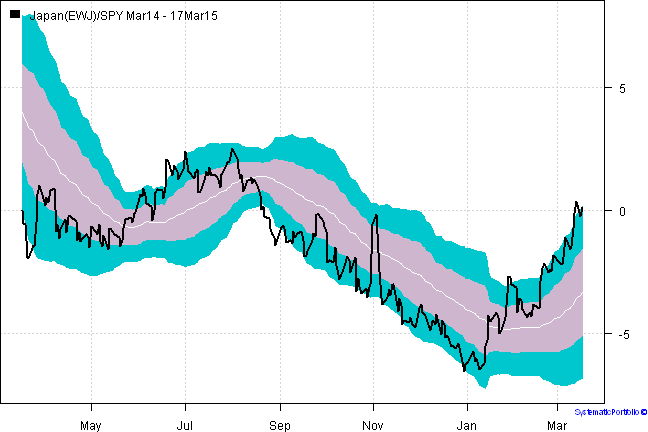 Japan(EWJ)/SPY Mar14 - 17Mar15
5
0
-5
May Jul Sep Nov Jan Mar
SystematicPortfolio ©